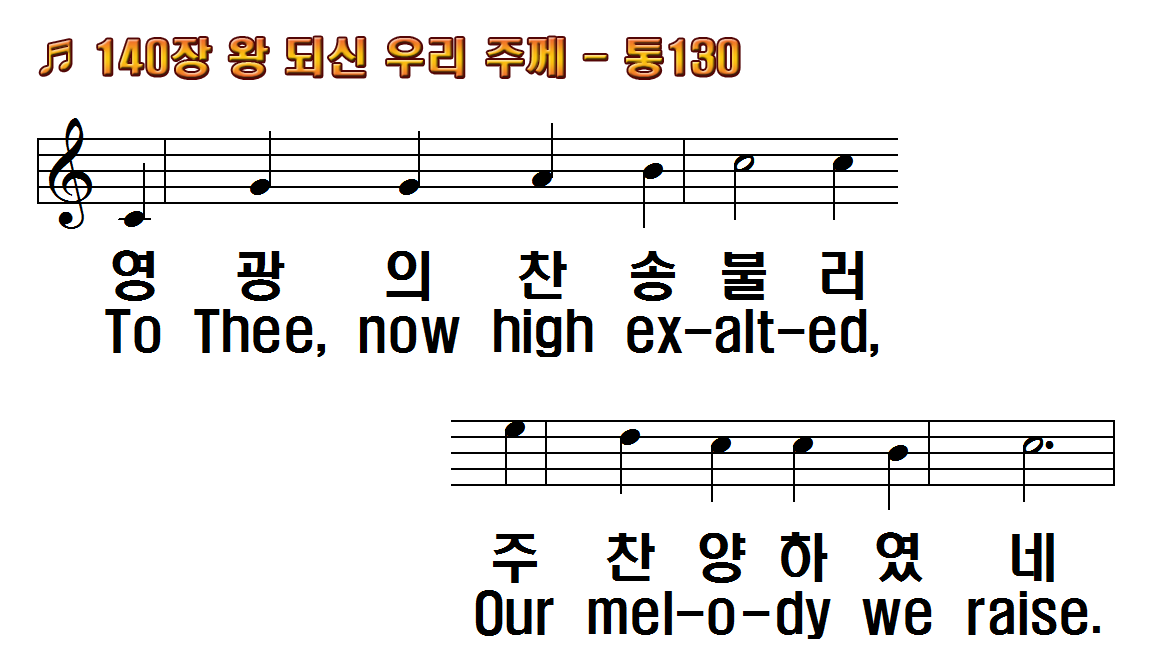 140장 왕 되신 우리 주께 - 통130
영 광 의 찬 송 불 러
To Thee, now high ex-alt-ed,
주 찬 양 하 였 네
Our mel-o-dy we raise.